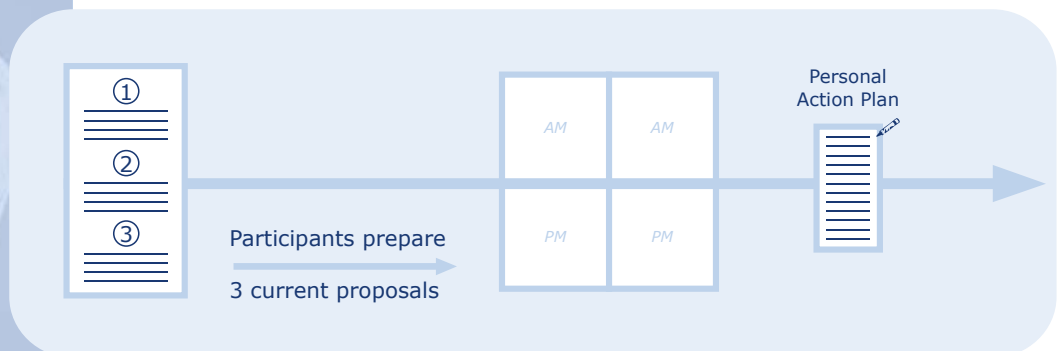 ①
②
③
Participants prepare
3 current proposals
AM
AM
PM
PM
Personal
Action Plan